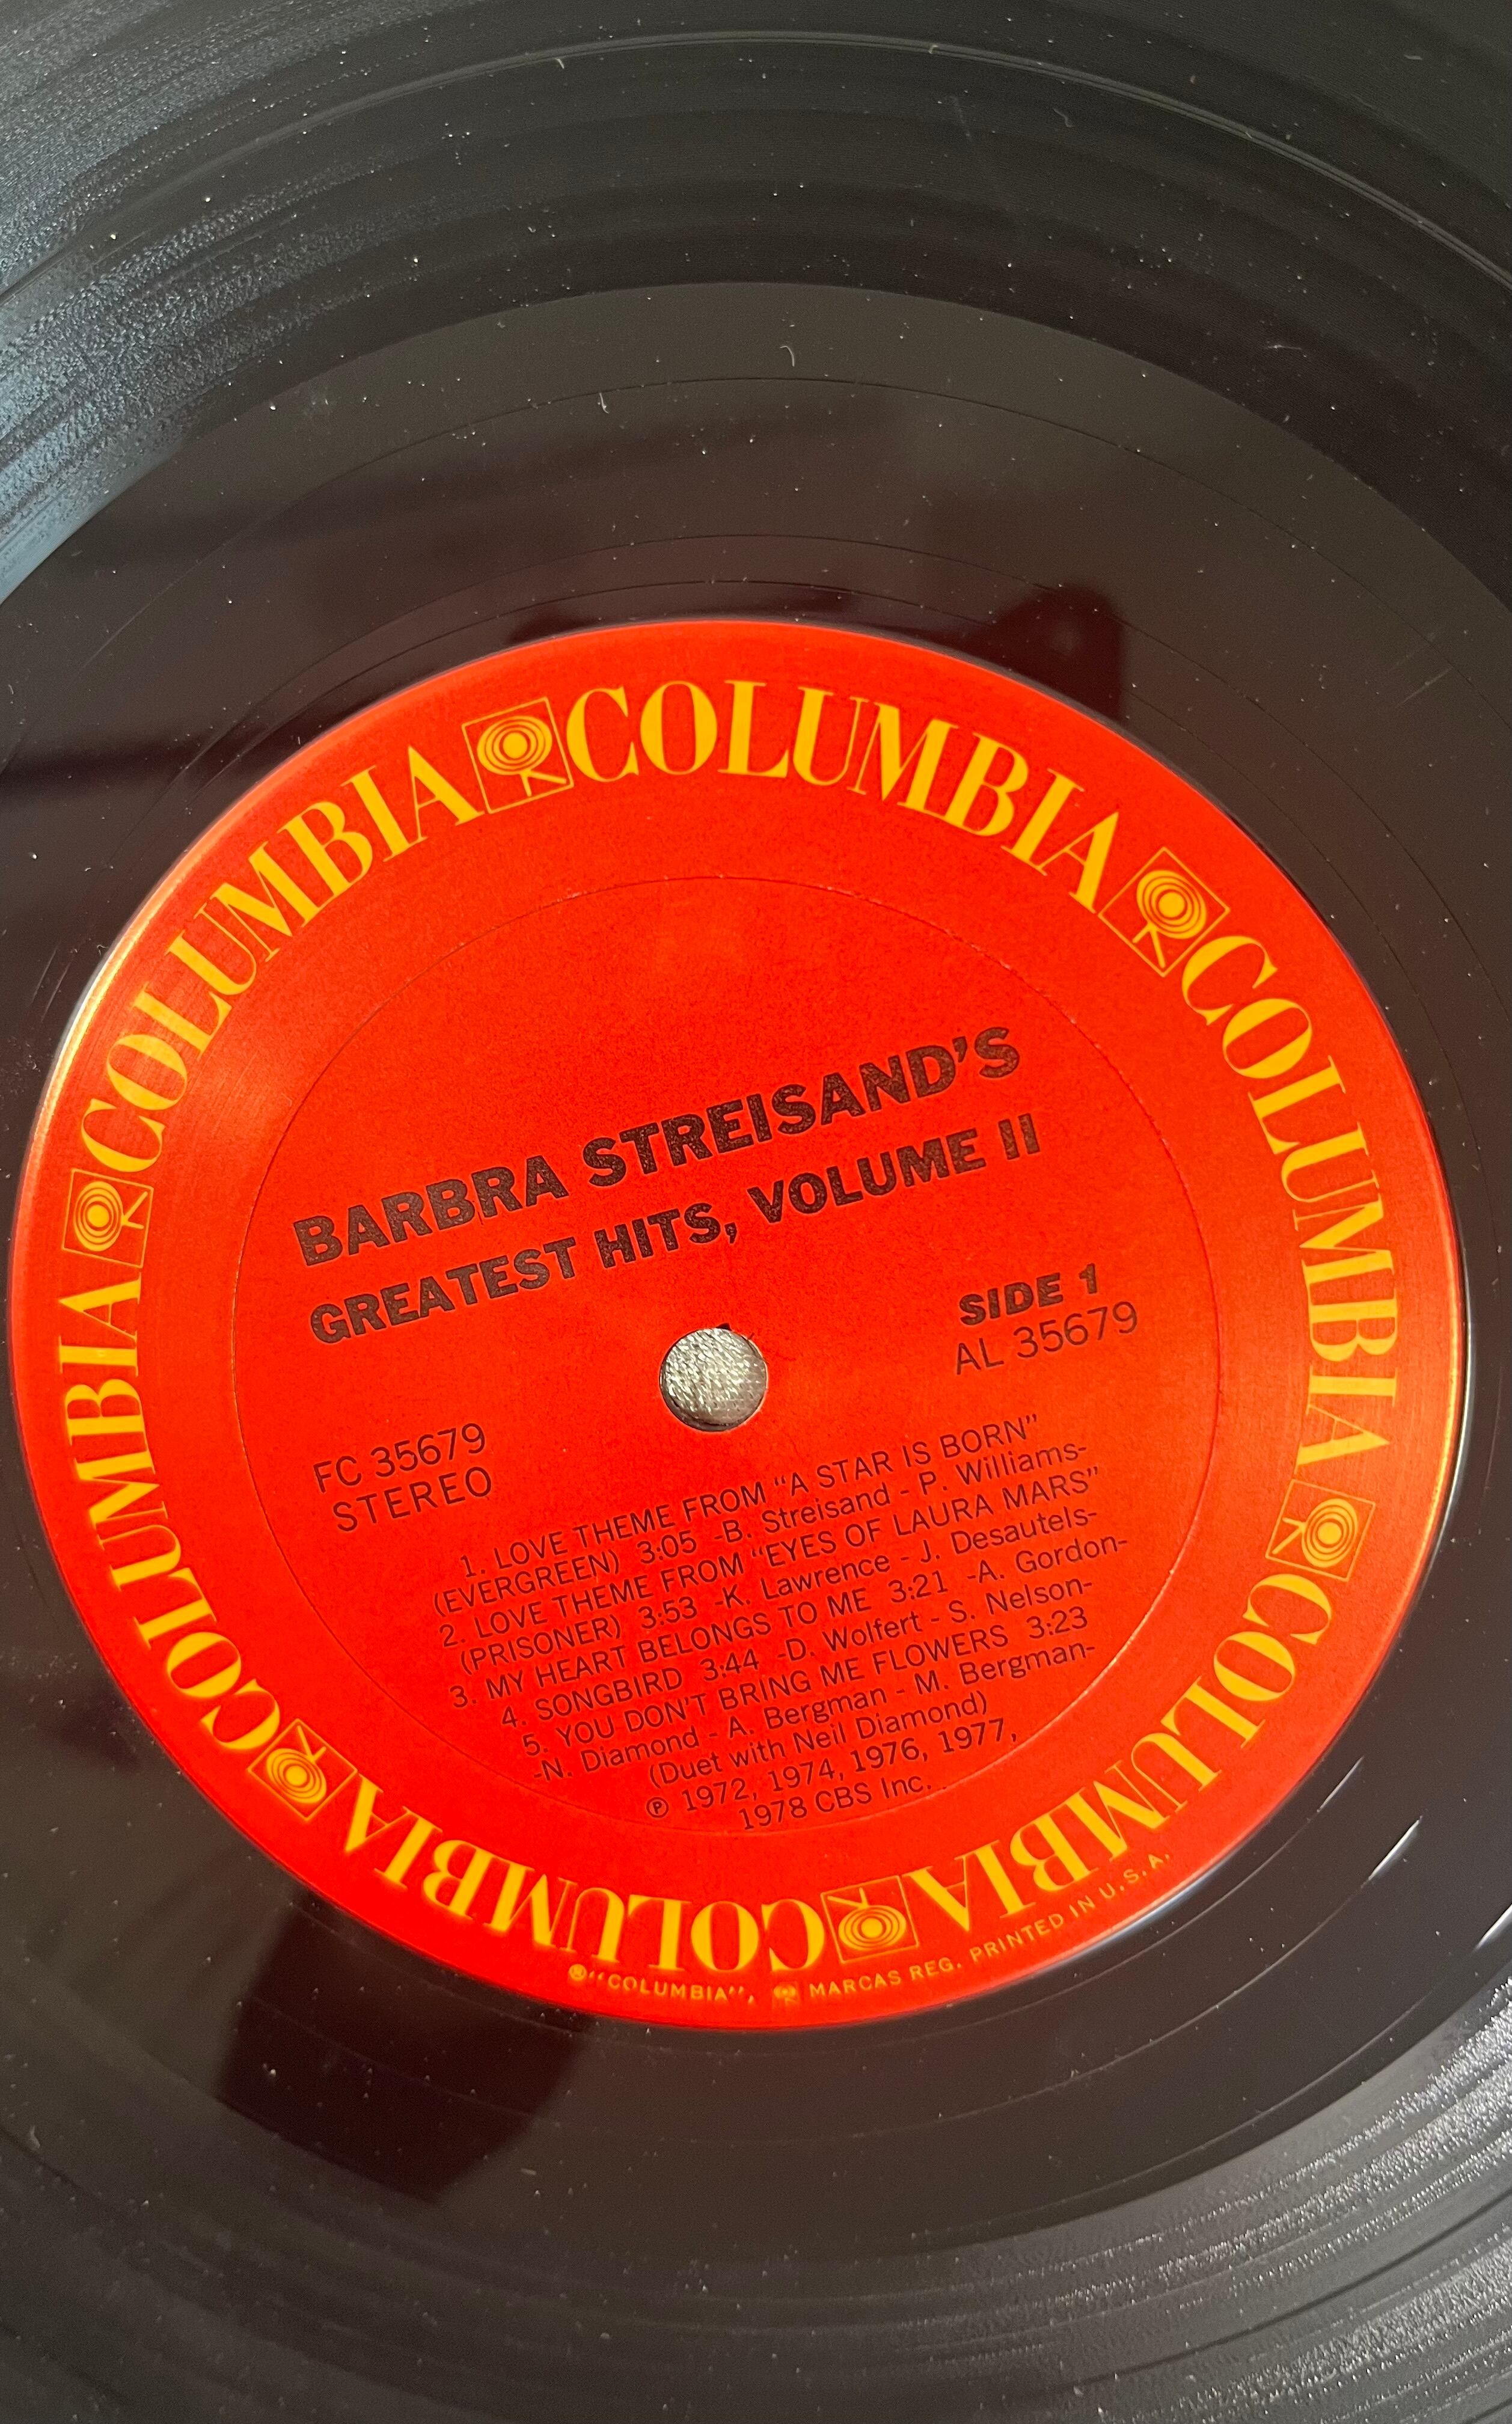 COLUMBIA COLUMBIA COLUMBIA COLUMBIA COLUMBIA COLUMBIA
BARBRA STREISAND'S
GREATEST HITS, VOLUME II
SIDE 1
AL 35679
FC 35679
STEREO
1. LOVE THEME FROM "A STAR IS BORN"
(EVERGREEN) 3:05 -B. Streisand - P. Williams-
2. LOVE THEME FROM "EYES OF LAURA MARS"
(PRISONER) 3:53 -K. Lawrence - J. Desautels-
3. MY HEART BELONGS TO ME 3:21 -A. Gordon-
4. SONGBIRD 3:44 -D. Wolfert - S. Nelson-
5. YOU DON'T BRING ME FLOWERS 3:23
-N. Diamond - A. Bergman - M. Bergman-
(Duet with Neil Diamond)
℗ 1972, 1974, 1976, 1977,
1978 CBS Inc.
®"COLUMBIA", MARCAS REG. PRINTED IN U.S.A.